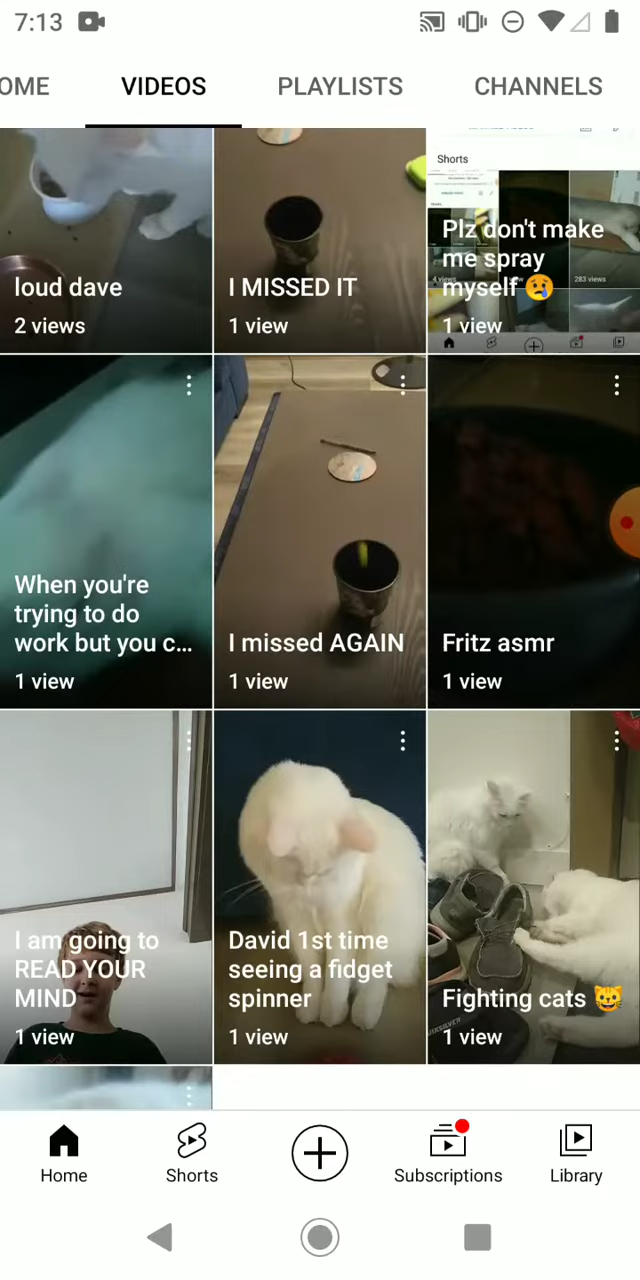 7:13
OME VIDEOS PLAYLISTS CHANNELS
loud dave
2 views
I MISSED IT
1 view
Shorts
Plz don't make
me spray
myself 😢
1 view
283 views
When you're
trying to do
work but you c...
1 view
I missed AGAIN
1 view
Fritz asmr
1 view
I am going to
READ YOUR
MIND
1 view
David 1st time
seeing a fidget
spinner
1 view
Fighting cats 😺
1 view
Home Shorts Subscriptions Library